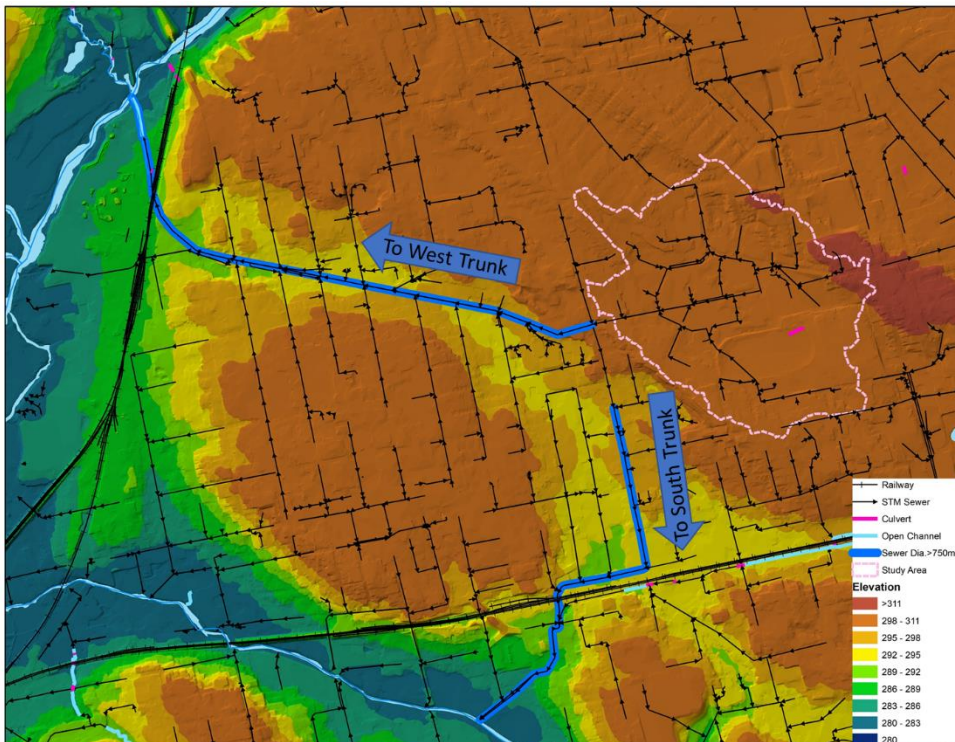 To West Trunk
To South Trunk
Railway
STM Sewer
Culvert
Open Channel
Sewer Dia.>750m
Study Area
Elevation
>311
298 - 311
295 - 298
292 - 295
289 - 292
286 - 289
283 - 286
280 - 283
280